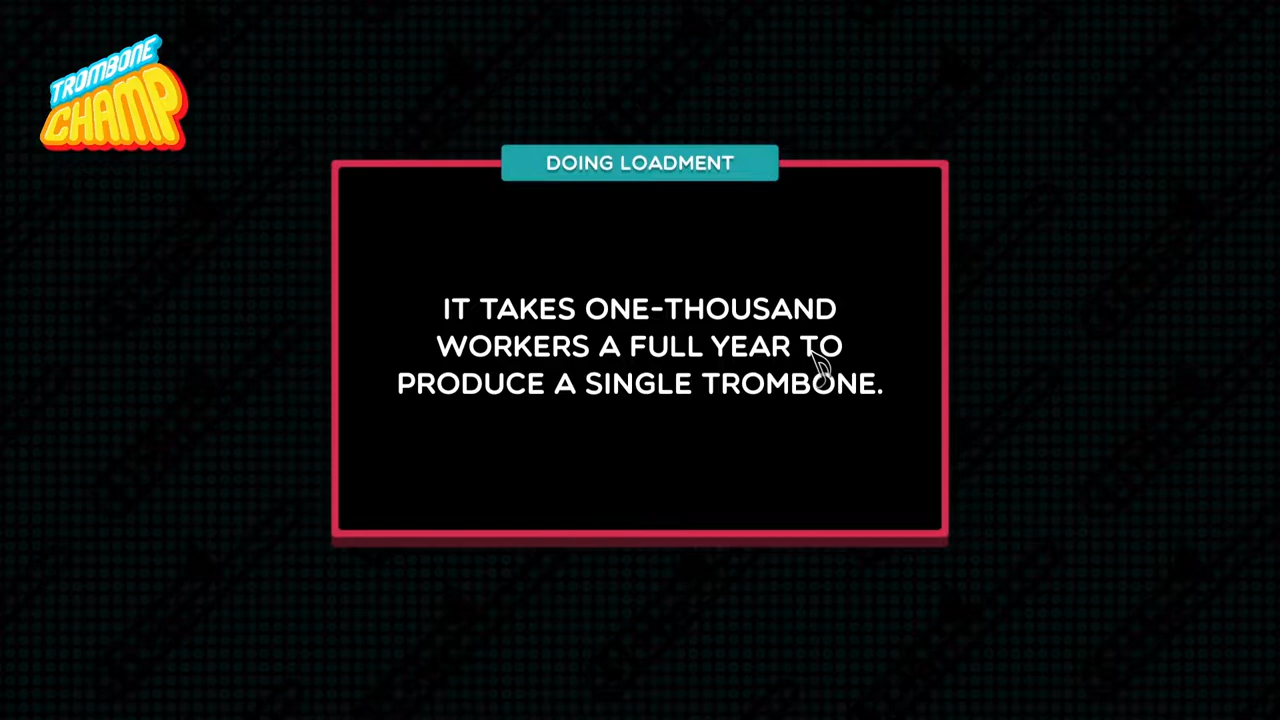 TROMBONE
CHAMP
DOING LOADMENT
IT TAKES ONE-THOUSAND
WORKERS A FULL YEAR TO
PRODUCE A SINGLE TROMBONE.